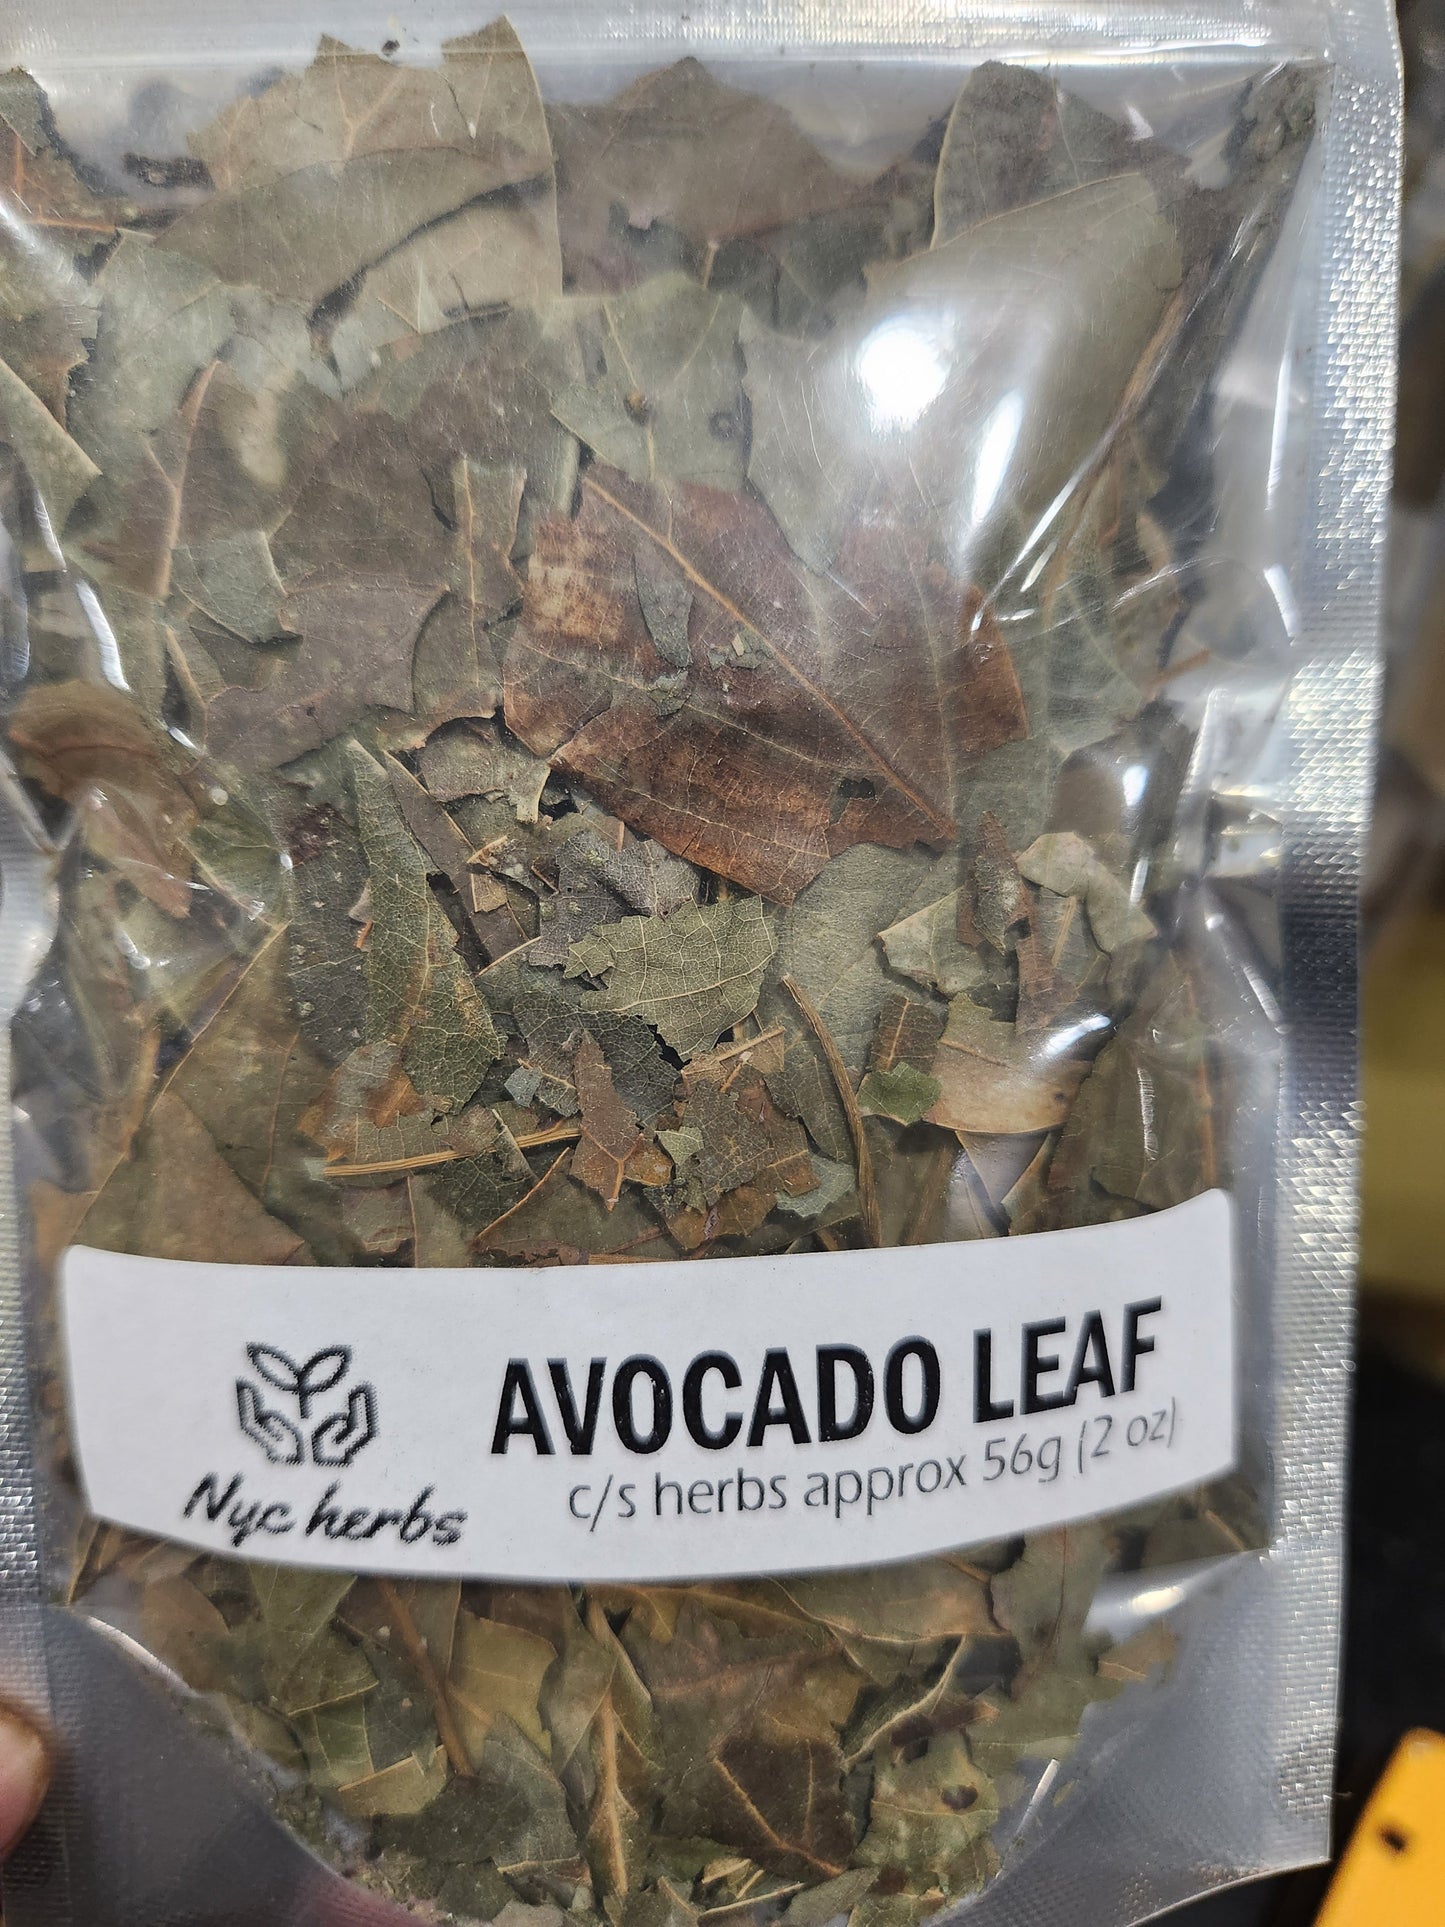 AVOCADO LEAF
c/s herbs approx 56g (2 oz)
Nyc herbs